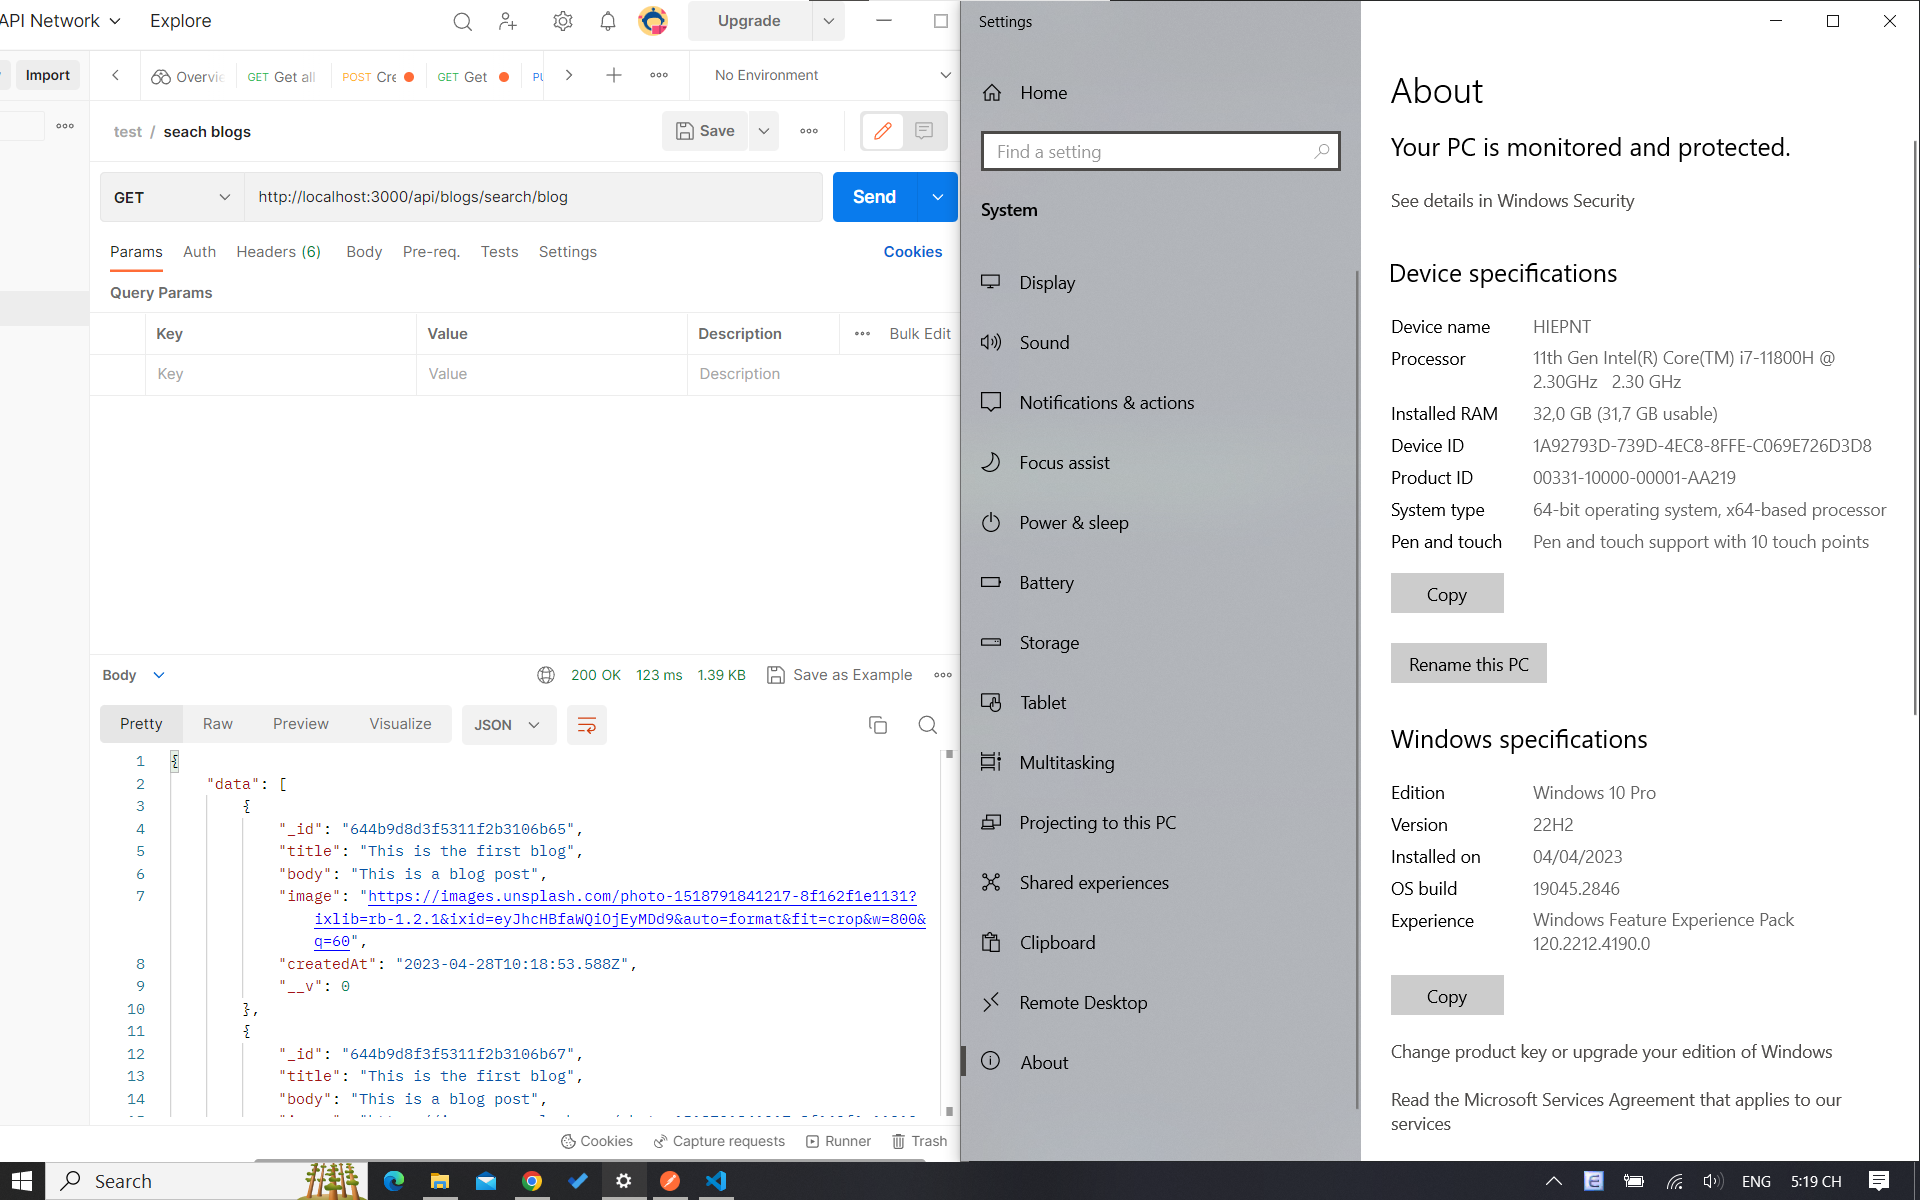 API Network
Explore
Upgrade
Import
Overvie
GET Get all
POST Cre
GET Get
PU
No Environment
test / seach blogs
Save
GET
http://localhost:3000/api/blogs/search/blog
Send
Params
Auth
Headers (6)
Body
Pre-req.
Tests
Settings
Cookies
Query Params
Key
Value
Description
Bulk Edit
Key
Value
Description
Body
200 OK
123 ms
1.39 KB
Save as Example
Pretty
Raw
Preview
Visualize
JSON
1 {
2 "data": [
3 {
4 "_id": "644b9d8d3f5311f2b3106b65",
5 "title": "This is the first blog",
6 "body": "This is a blog post",
7 "image": "https://images.unsplash.com/photo-1518791841217-8f162f1e1131?
ixlib=rb-1.2.1&ixid=eyJhcHBfaWQiOjEyMDd9&auto=format&fit=crop&w=800&
q=60",
8 "createdAt": "2023-04-28T10:18:53.588Z",
9 "__v": 0
10 },
11 {
12 "_id": "644b9d8f3f5311f2b3106b67",
13 "title": "This is the first blog",
14 "body": "This is a blog post",
Cookies
Capture requests
Runner
Trash
Settings
Home
Find a setting
System
Display
Sound
Notifications & actions
Focus assist
Power & sleep
Battery
Storage
Tablet
Multitasking
Projecting to this PC
Shared experiences
Clipboard
Remote Desktop
About
About
Your PC is monitored and protected.
See details in Windows Security
Device specifications
Device name HIEPNT
Processor 11th Gen Intel(R) Core(TM) i7-11800H @
2.30GHz 2.30 GHz
Installed RAM 32,0 GB (31,7 GB usable)
Device ID 1A92793D-739D-4EC8-8FFE-C069E726D3D8
Product ID 00331-10000-00001-AA219
System type 64-bit operating system, x64-based processor
Pen and touch Pen and touch support with 10 touch points
Copy
Rename this PC
Windows specifications
Edition Windows 10 Pro
Version 22H2
Installed on 04/04/2023
OS build 19045.2846
Experience Windows Feature Experience Pack
120.2212.4190.0
Copy
Change product key or upgrade your edition of Windows
Read the Microsoft Services Agreement that applies to our
services
Search
E
ENG
5:19 CH